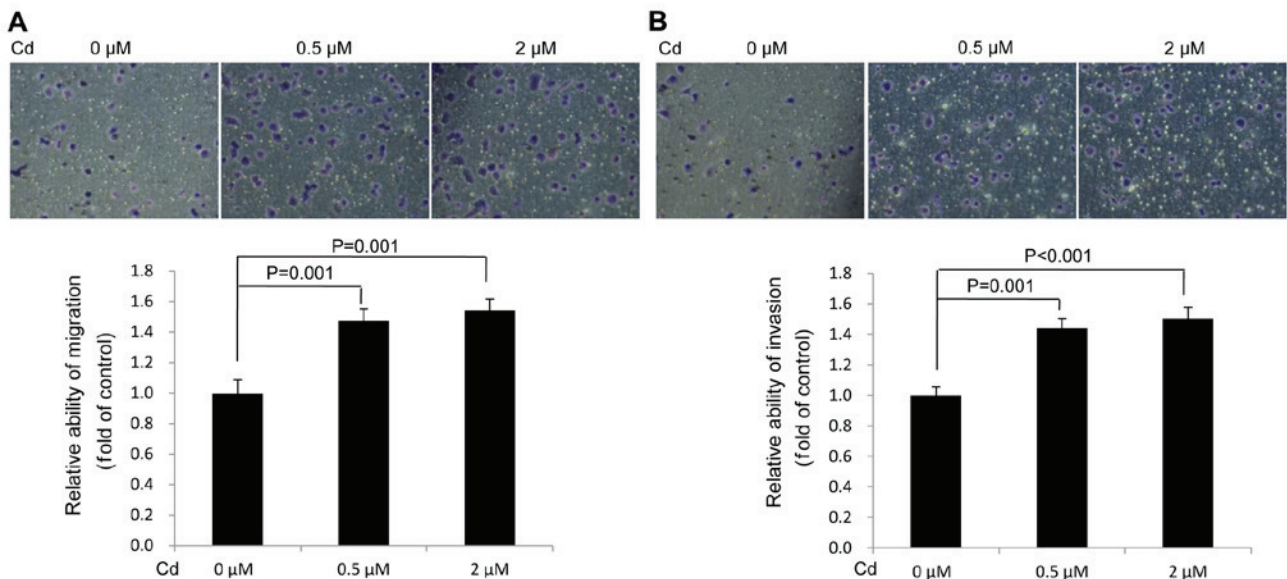 A
Cd 0 µM 0.5 µM 2 µM
P=0.001
P=0.001
Relative ability of migration
(fold of control)
1.8
1.6
1.4
1.2
1.0
0.8
0.6
0.4
0.2
0.0
Cd 0 µM 0.5 µM 2 µM
B
Cd 0 µM 0.5 µM 2 µM
P<0.001
P=0.001
Relative ability of invasion
(fold of control)
1.8
1.6
1.4
1.2
1.0
0.8
0.6
0.4
0.2
0.0
Cd 0 µM 0.5 µM 2 µM